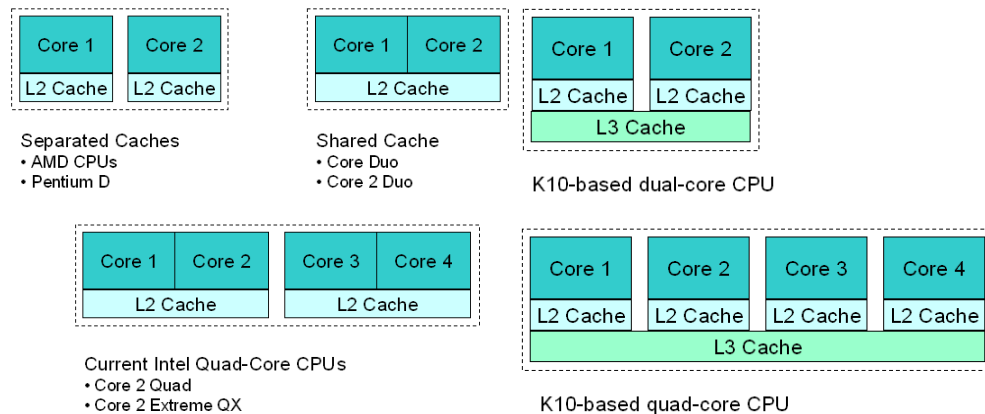 Core 1 Core 2
L2 Cache L2 Cache
Separated Caches
• AMD CPUs
• Pentium D
Core 1 Core 2
L2 Cache
Shared Cache
• Core Duo
• Core 2 Duo
Core 1 Core 2
L2 Cache L2 Cache
L3 Cache
K10-based dual-core CPU
Core 1 Core 2 Core 3 Core 4
L2 Cache L2 Cache
Current Intel Quad-Core CPUs
• Core 2 Quad
• Core 2 Extreme QX
Core 1 Core 2 Core 3 Core 4
L2 Cache L2 Cache L2 Cache L2 Cache
L3 Cache
K10-based quad-core CPU